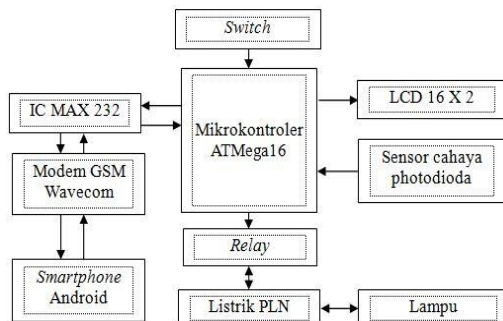 Switch
IC MAX 232
Mikrokontroler
ATMega16
LCD 16 X 2
Modem GSM
Wavecom
Sensor cahaya
photodioda
Smartphone
Android
Relay
Listrik PLN
Lampu